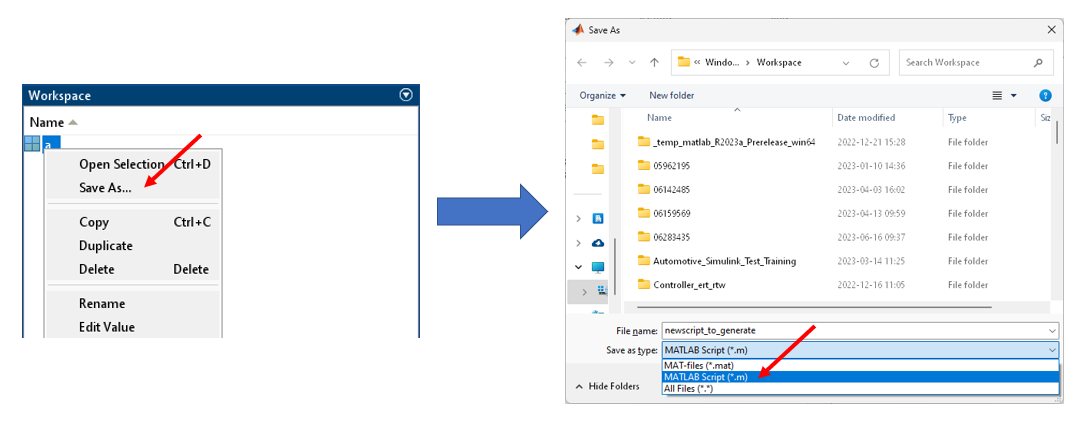 Workspace
Name
a
Open Selection Ctrl+D
Save As...
Copy Ctrl+C
Duplicate
Delete Delete
Rename
Edit Value
Save As
« Windo... › Workspace
Search Workspace
Organize New folder
Name Date modified Type Siz
_temp_matlab_R2023a_Prerelease_win64 2022-12-21 15:28 File folder
05962195 2023-01-10 14:36 File folder
06142485 2023-04-03 16:02 File folder
06159569 2023-04-13 09:59 File folder
06283435 2023-06-16 09:37 File folder
Automotive_Simulink_Test_Training 2023-03-14 11:25 File folder
Controller_ert_rtw 2022-12-16 11:05 File folder
File name: newscript_to_generate
Save as type: MATLAB Script (*.m)
MAT-files (*.mat)
MATLAB Script (*.m)
All Files (*.*)
Hide Folders